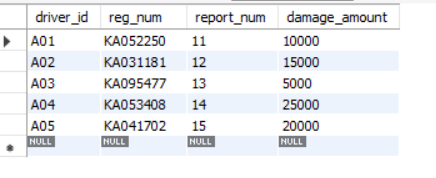 driver_id reg_num report_num damage_amount
A01 KA052250 11 10000
A02 KA031181 12 15000
A03 KA095477 13 5000
A04 KA053408 14 25000
A05 KA041702 15 20000
NULL NULL NULL NULL